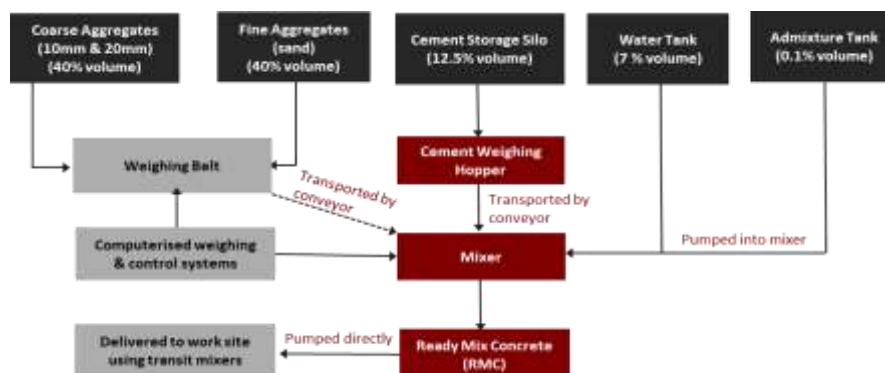 Coarse Aggregates
(10mm & 20mm)
(40% volume)
Fine Aggregates
(sand)
(40% volume)
Cement Storage Silo
(12.5% volume)
Water Tank
(7 % volume)
Admixture Tank
(0.1% volume)
Weighing Belt
Cement Weighing
Hopper
Transported by
conveyor
Transported by
conveyor
Computerised weighing
& control systems
Mixer
Pumped into mixer
Delivered to work site
using transit mixers
Pumped directly
Ready Mix Concrete
(RMC)